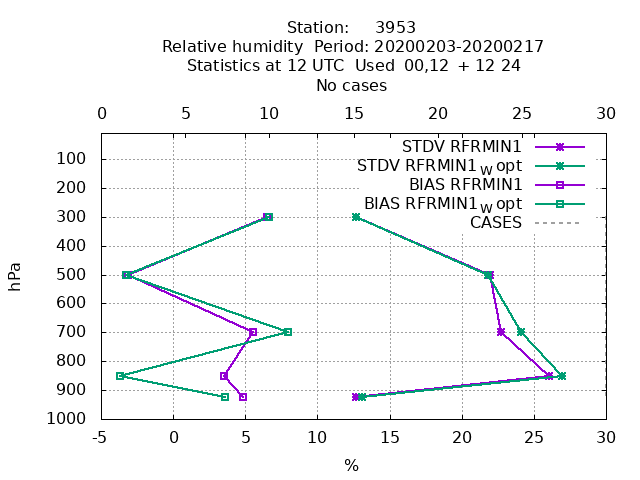 Station: 3953
Relative humidity Period: 20200203-20200217
Statistics at 12 UTC Used 00,12 + 12 24
No cases
0 5 10 15 20 25 30
STDV RFRMIN1
STDV RFRMIN1_W opt
BIAS RFRMIN1
BIAS RFRMIN1_W opt
CASES
100
200
300
400
500
600
700
800
900
1000
hPa
-5 0 5 10 15 20 25 30
%